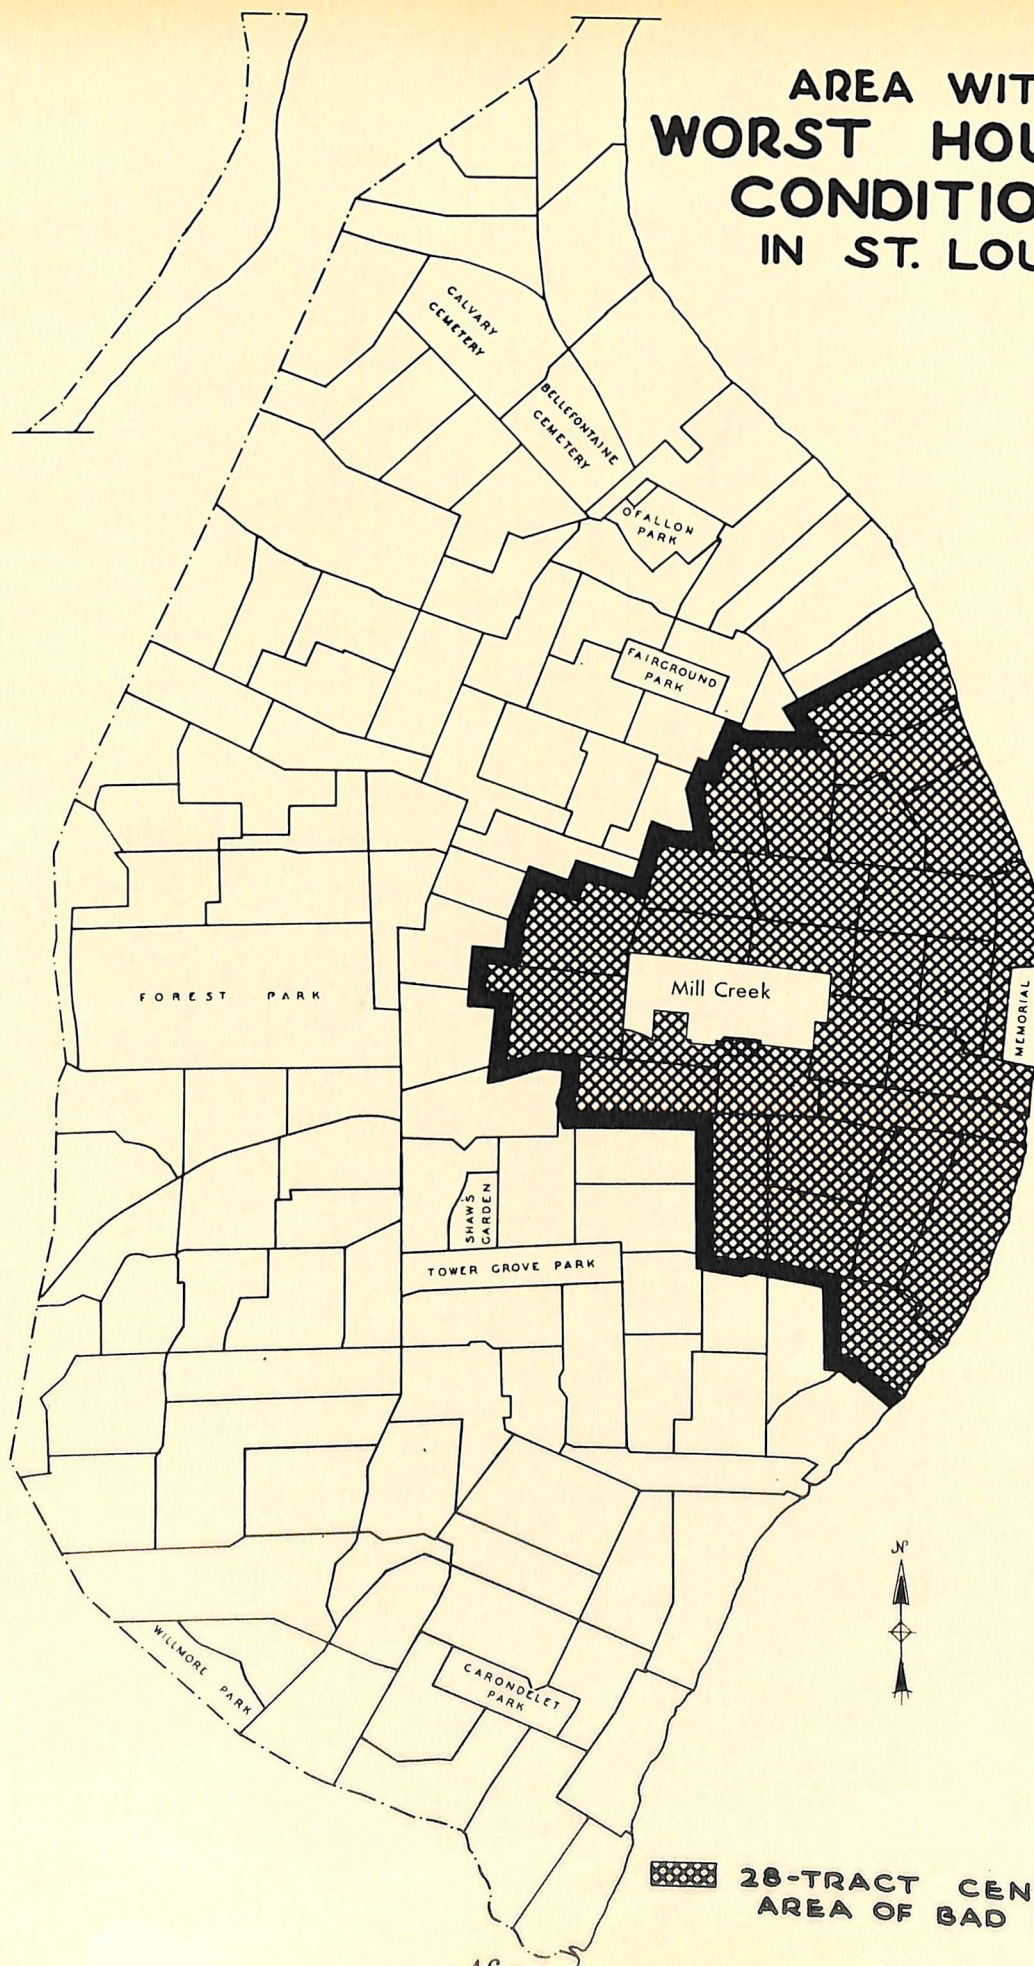 AREA WIT
WORST HOU
CONDITIO
IN ST. LOU
CALVARY
CEMETERY
BELLEFONTAINE
CEMETERY
OFALLON
PARK
FAIRGROUND
PARK
FOREST PARK
Mill Creek
MEMORIAL
SHAW'S
GARDEN
TOWER GROVE PARK
N
WILLMORE PARK
CARONDELET
PARK
28-TRACT CEN
AREA OF BAD